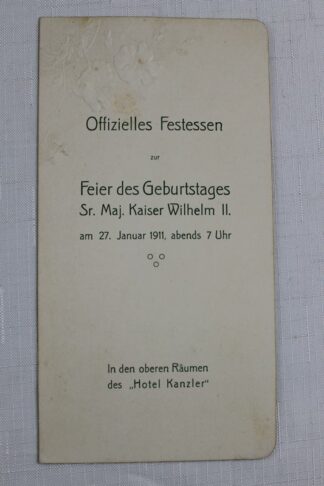 Offizielles Festessen
zur
Feier des Geburtstages
Sr. Maj. Kaiser Wilhelm II.
am 27. Januar 1911, abends 7 Uhr
In den oberen Räumen
des „Hotel Kanzler"